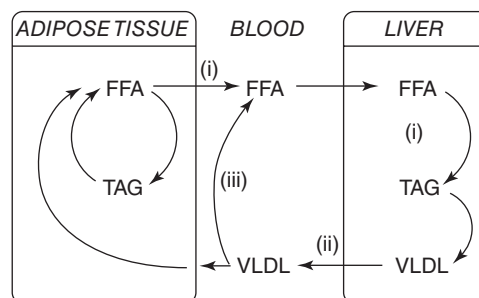 ADIPOSE TISSUE BLOOD LIVER
(i)
FFA FFA FFA
(i)
(iii)
TAG TAG
(ii)
VLDL VLDL